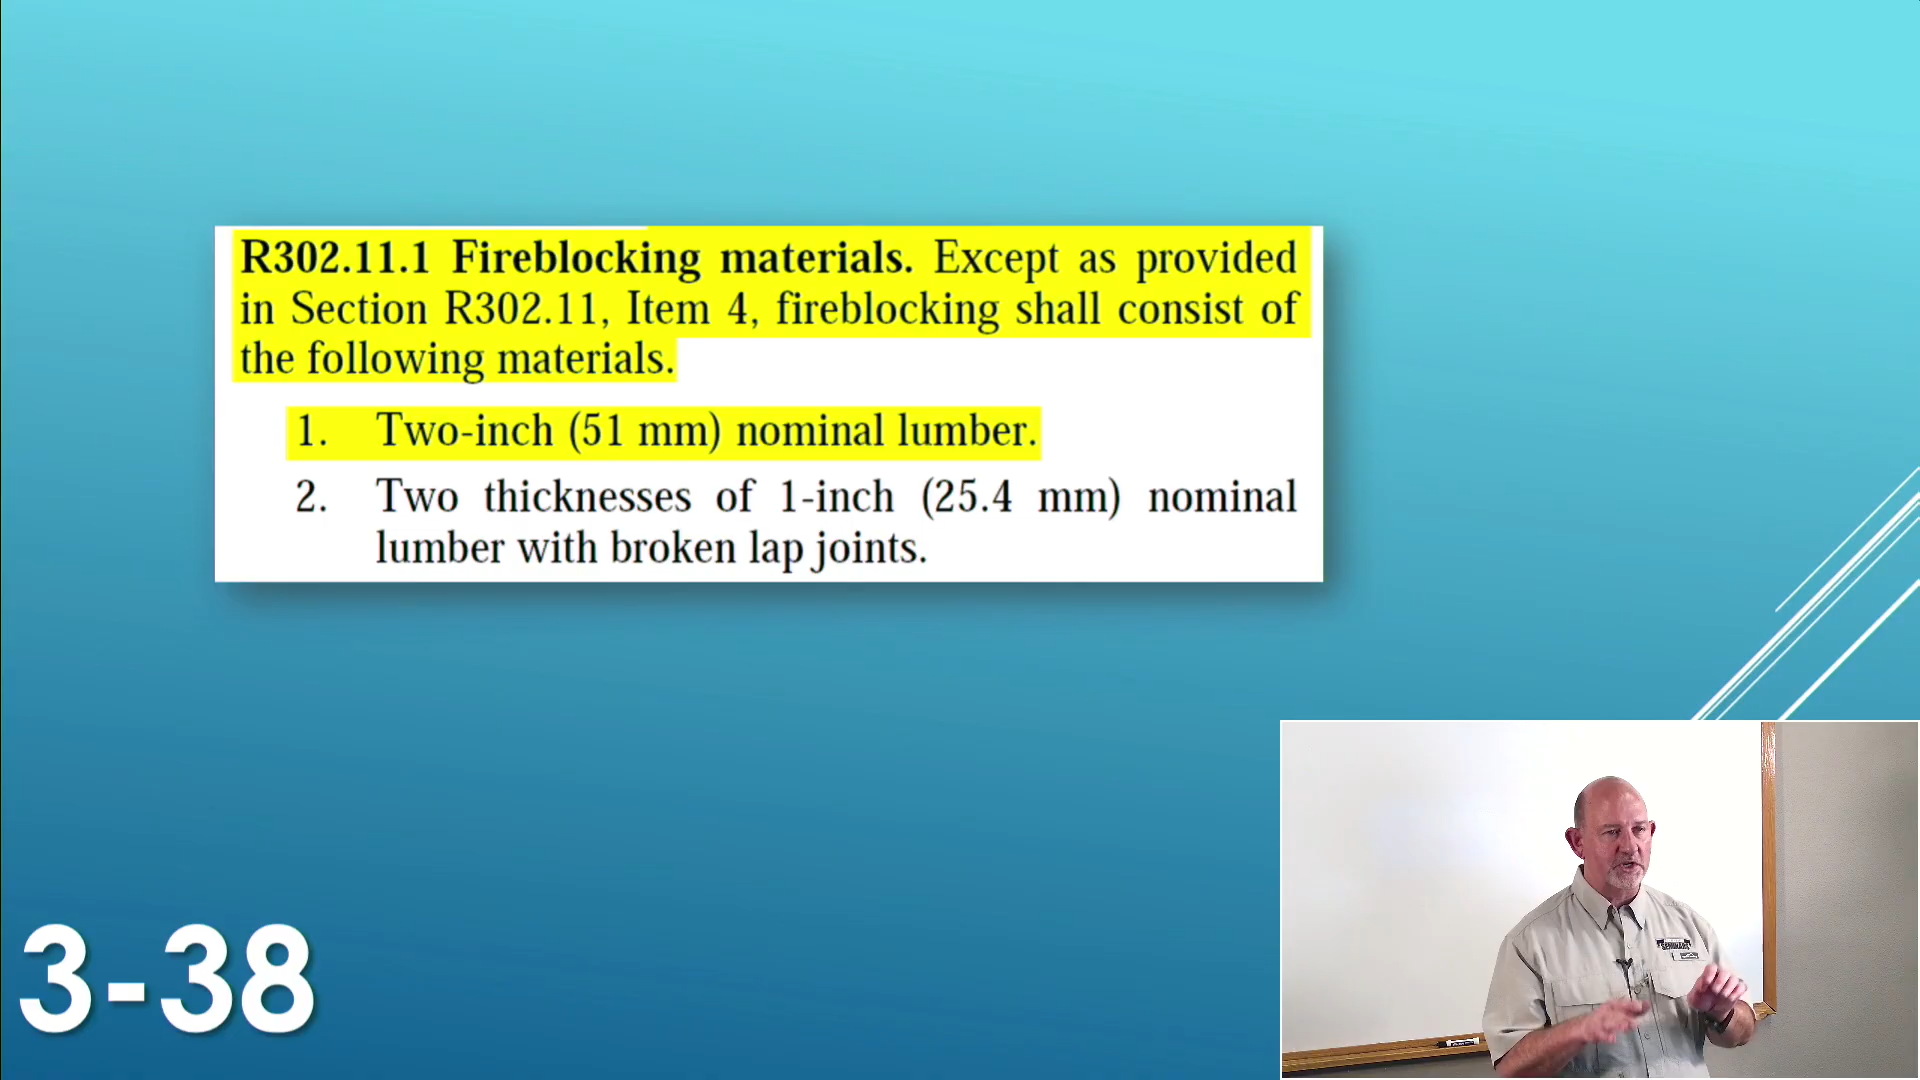 R302.11.1 Fireblocking materials. Except as provided
in Section R302.11, Item 4, fireblocking shall consist of
the following materials.
1. Two-inch (51 mm) nominal lumber.
2. Two thicknesses of 1-inch (25.4 mm) nominal
lumber with broken lap joints.
3-38